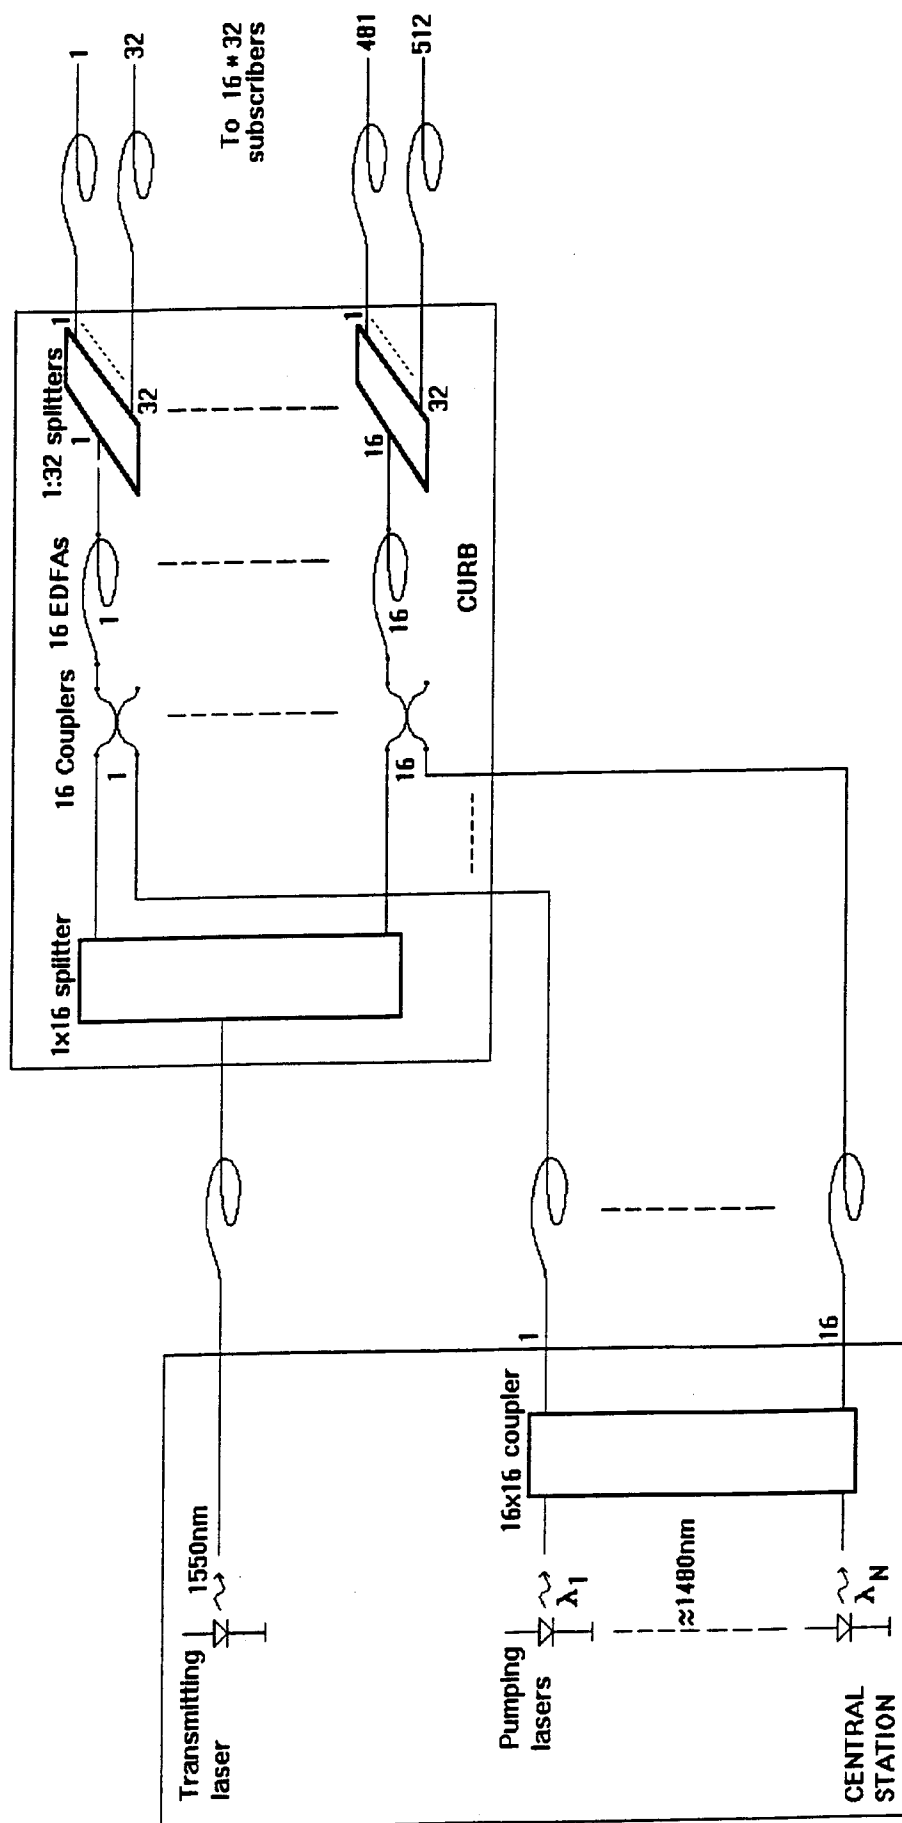 Transmitting
laser
1550nm
Pumping
lasers
λ1
≈1480nm
λN
CENTRAL
STATION
16x16 coupler
1
16
1x16 splitter
16 Couplers
1
16
16 EDFAs
1
16
1:32 splitters
1
1
32
16
1
32
CURB
1
32
To 16 * 32
subscribers
481
512